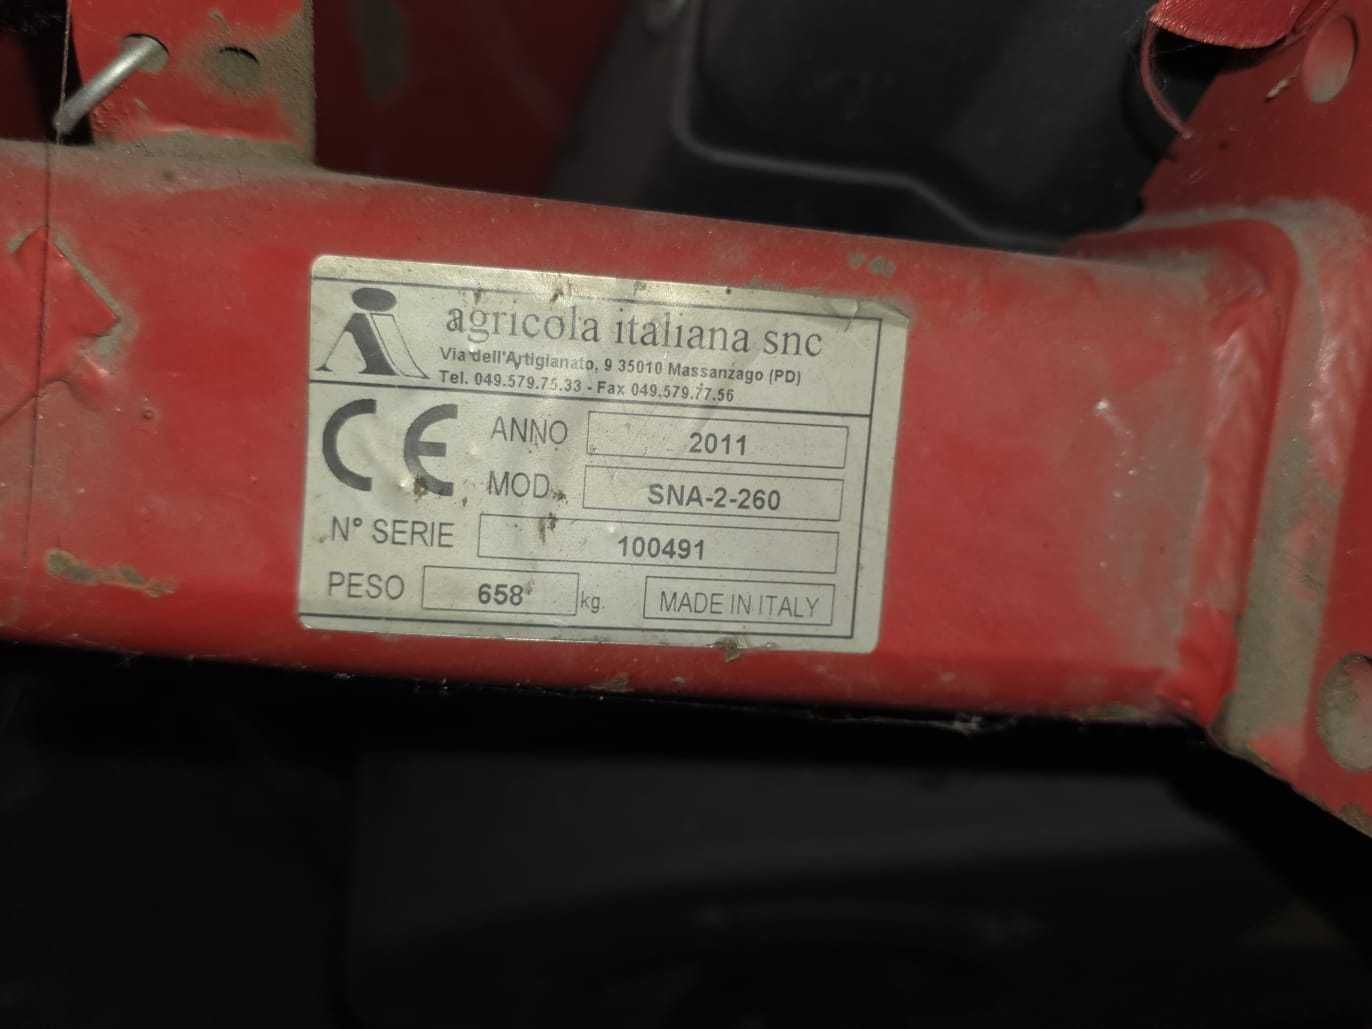 agricola italiana snc
Via dell'Artigianato, 9 35010 Massanzago (PD)
Tel. 049.579.75.33 - Fax 049.579.77.56
CE ANNO 2011
MOD. SNA-2-260
N° SERIE 100491
PESO 658 kg. MADE IN ITALY